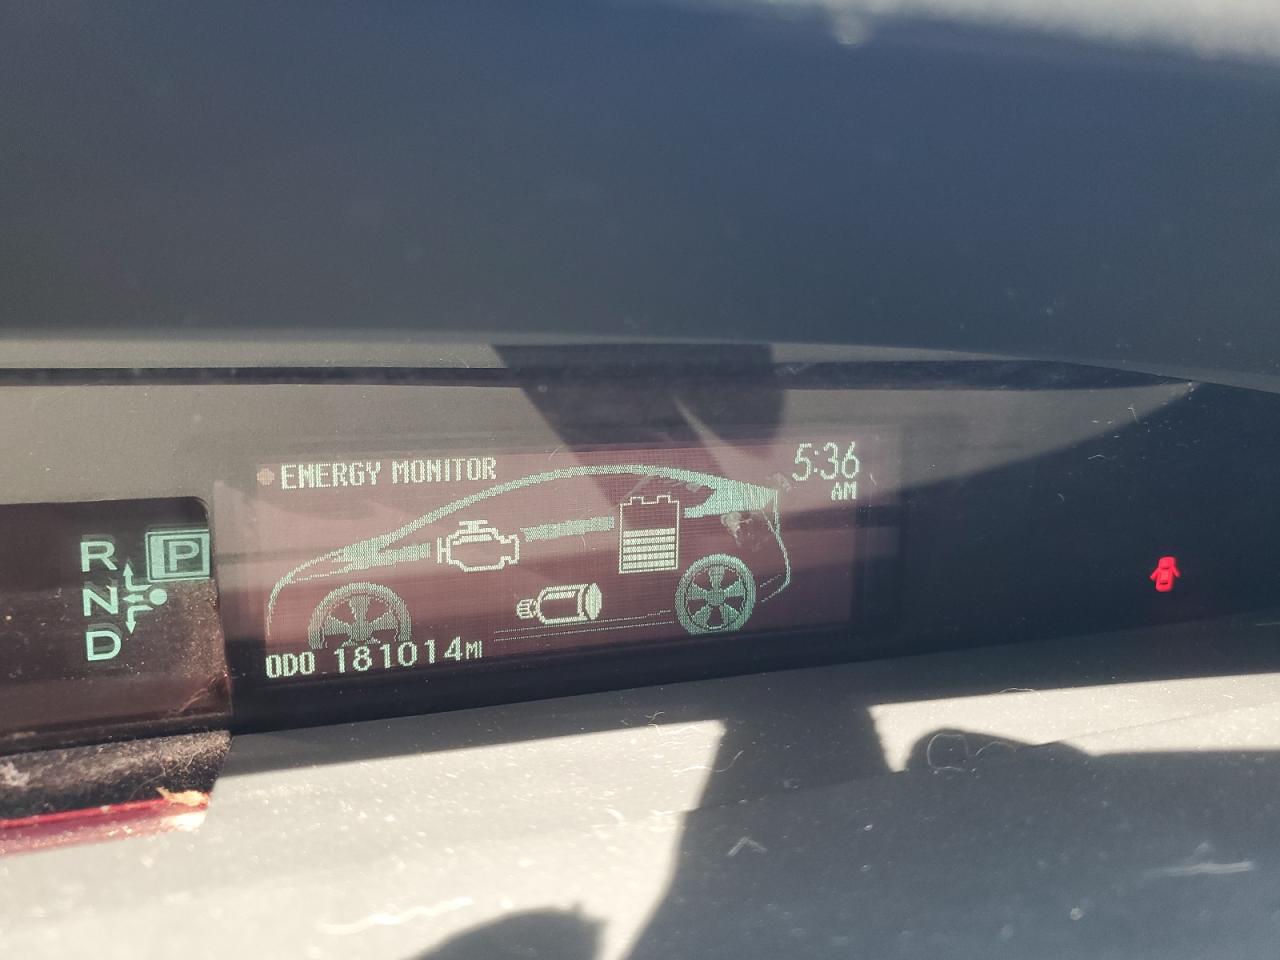 ENERGY MONITOR
5:36
AM
R
P
N
D
ODO 181014MI